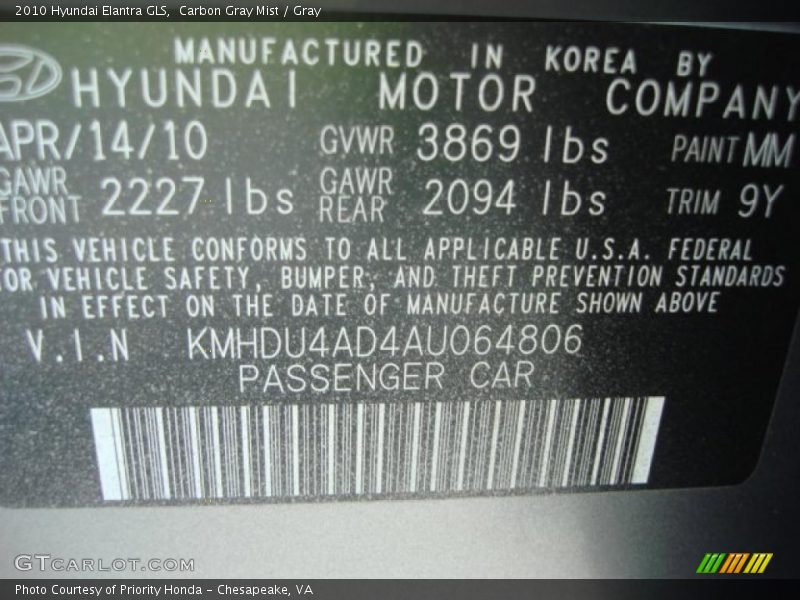 2010 Hyundai Elantra GLS, Carbon Gray Mist / Gray
MANUFACTURED IN KOREA BY
HYUNDAI MOTOR COMPANY
APR/14/10 GVWR 3869 lbs PAINT MM
GAWR FRONT 2227 lbs GAWR REAR 2094 lbs TRIM 9Y
THIS VEHICLE CONFORMS TO ALL APPLICABLE U.S.A. FEDERAL
OR VEHICLE SAFETY, BUMPER, AND THEFT PREVENTION STANDARDS
IN EFFECT ON THE DATE OF MANUFACTURE SHOWN ABOVE
V.I.N KMHDU4AD4AU064806
PASSENGER CAR
GTCARLOT.COM
Photo Courtesy of Priority Honda - Chesapeake, VA